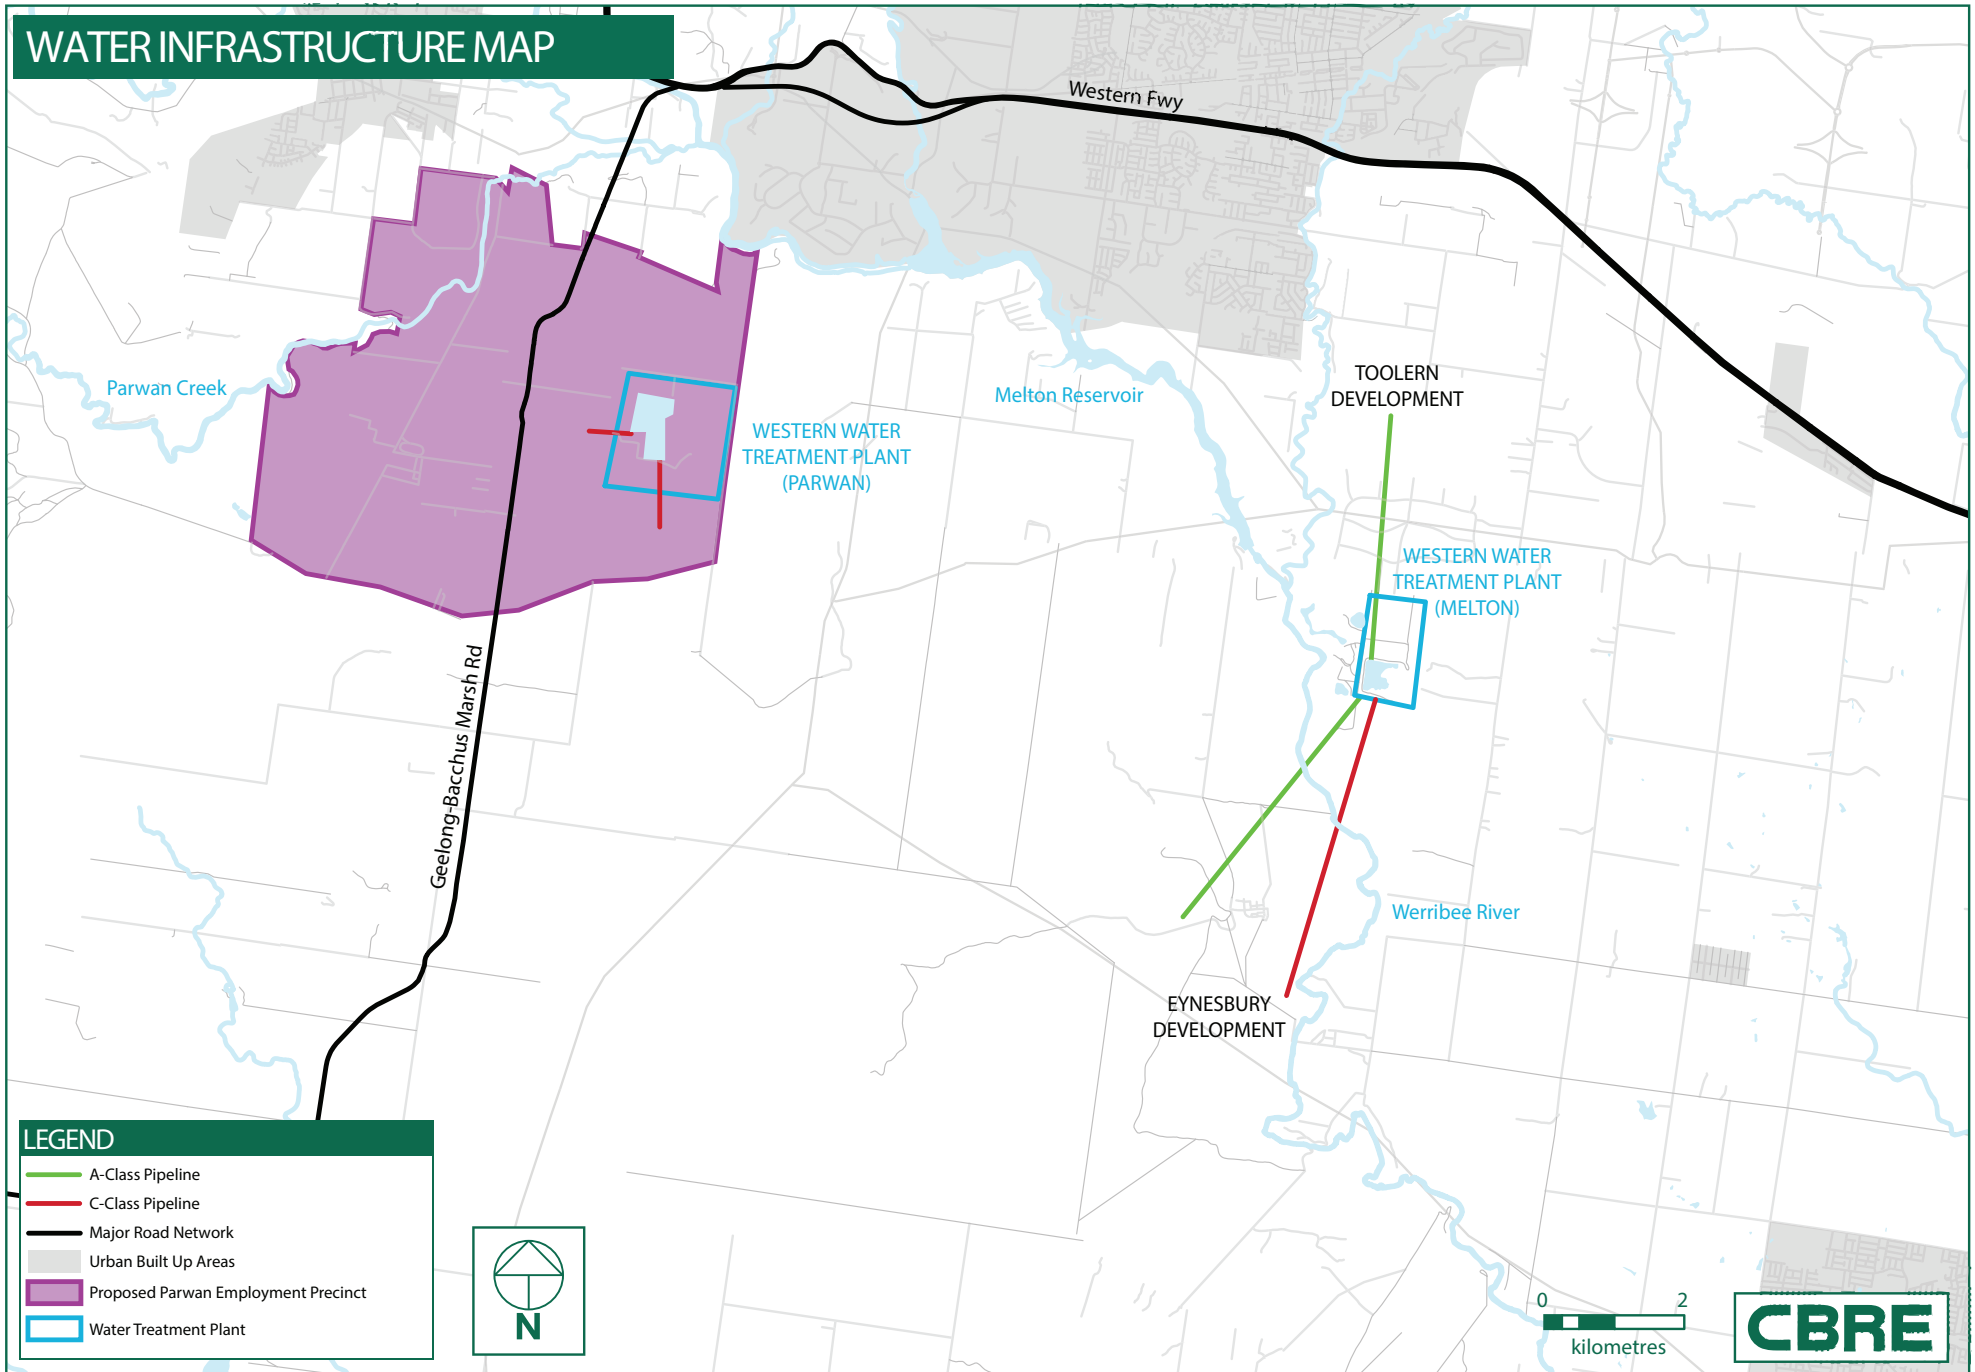 WATER INFRASTRUCTURE MAP
Western Fwy
Parwan Creek
Melton Reservoir
TOOLERN
DEVELOPMENT
WESTERN WATER
TREATMENT PLANT
(PARWAN)
WESTERN WATER
TREATMENT PLANT
(MELTON)
Geelong-Bacchus Marsh Rd
Werribee River
EYNESBURY
DEVELOPMENT
LEGEND
A-Class Pipeline
C-Class Pipeline
Major Road Network
Urban Built Up Areas
Proposed Parwan Employment Precinct
Water Treatment Plant
N
0 2
kilometres
CBRE